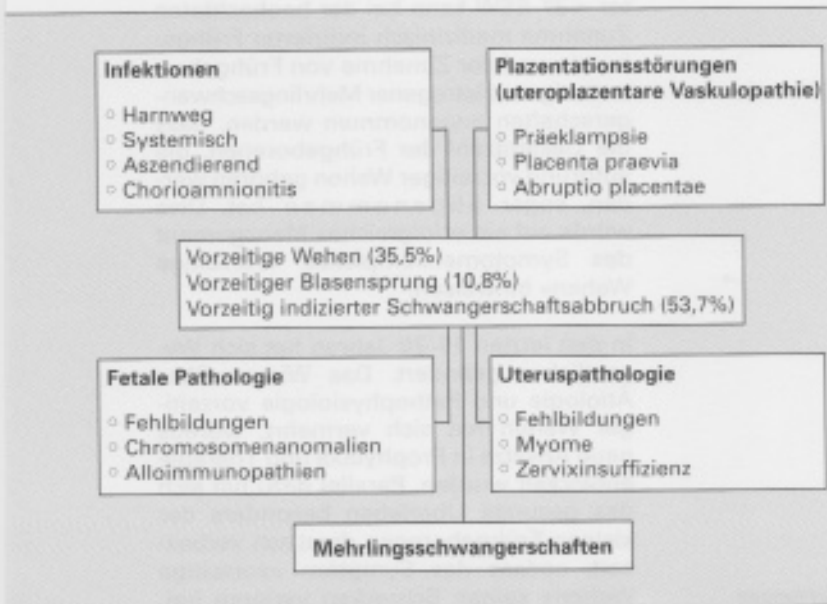 Infektionen
Harnweg
Systemisch
Aszendierend
Chorioamnionitis
Plazentationsstörungen
(uteroplazentare Vaskulopathie)
Präeklampsie
Placenta praevia
Abruptio placentae
Vorzeitige Wehen (35,5%)
Vorzeitiger Blasensprung (10,8%)
Vorzeitig indizierter Schwangerschaftsabbruch (53,7%)
Fetale Pathologie
Fehlbildungen
Chromosomenanomalien
Alloimmunopathien
Uteruspathologie
Fehlbildungen
Myome
Zervixinsuffizienz
Mehrlingsschwangerschaften